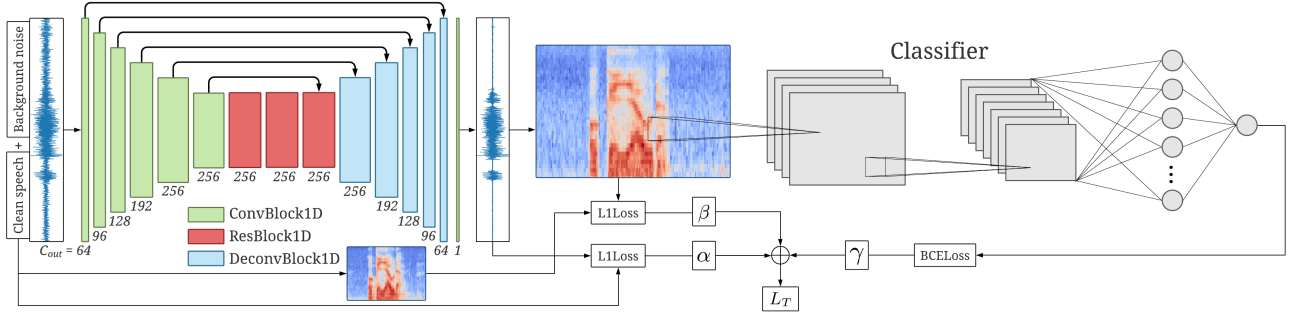 Background noise
+
Clean speech
C_out = 64
96
128
192
256
256
256
256
256
256
192
128
96
64
1
ConvBlock1D
ResBlock1D
DeconvBlock1D
Classifier
L1Loss
β
L1Loss
α
γ
BCELoss
L_T